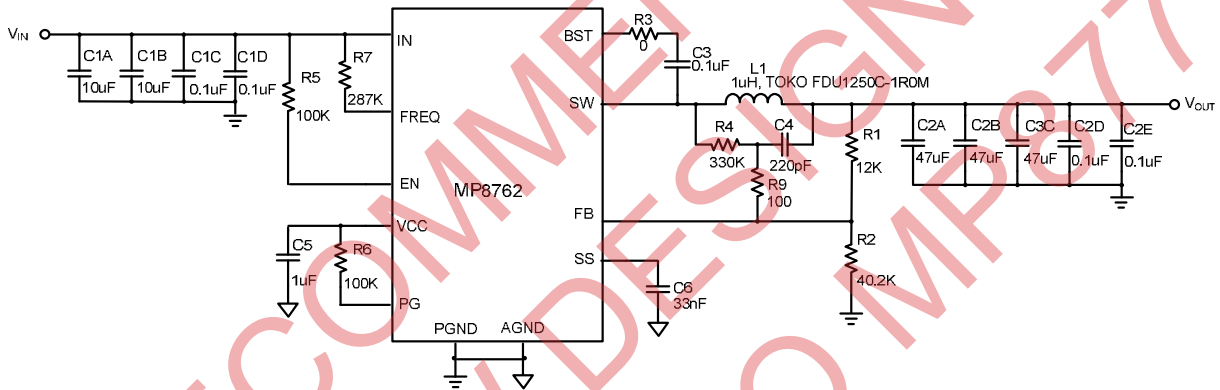 VIN
C1A
10uF
C1B
10uF
C1C
0.1uF
C1D
0.1uF
R5
100K
R7
287K
IN
FREQ
EN
VCC
PG
C5
1uF
R6
100K
MP8762
PGND
AGND
BST
SW
FB
SS
R3
0
C3
0.1uF
L1
1uH, TOKO FDU1250C-1R0M
R4
330K
C4
220pF
R9
100
R1
12K
R2
40.2K
C6
33nF
C2A
47uF
C2B
47uF
C3C
47uF
C2D
0.1uF
C2E
0.1uF
VOUT
COMME
DESIGN
O MP877